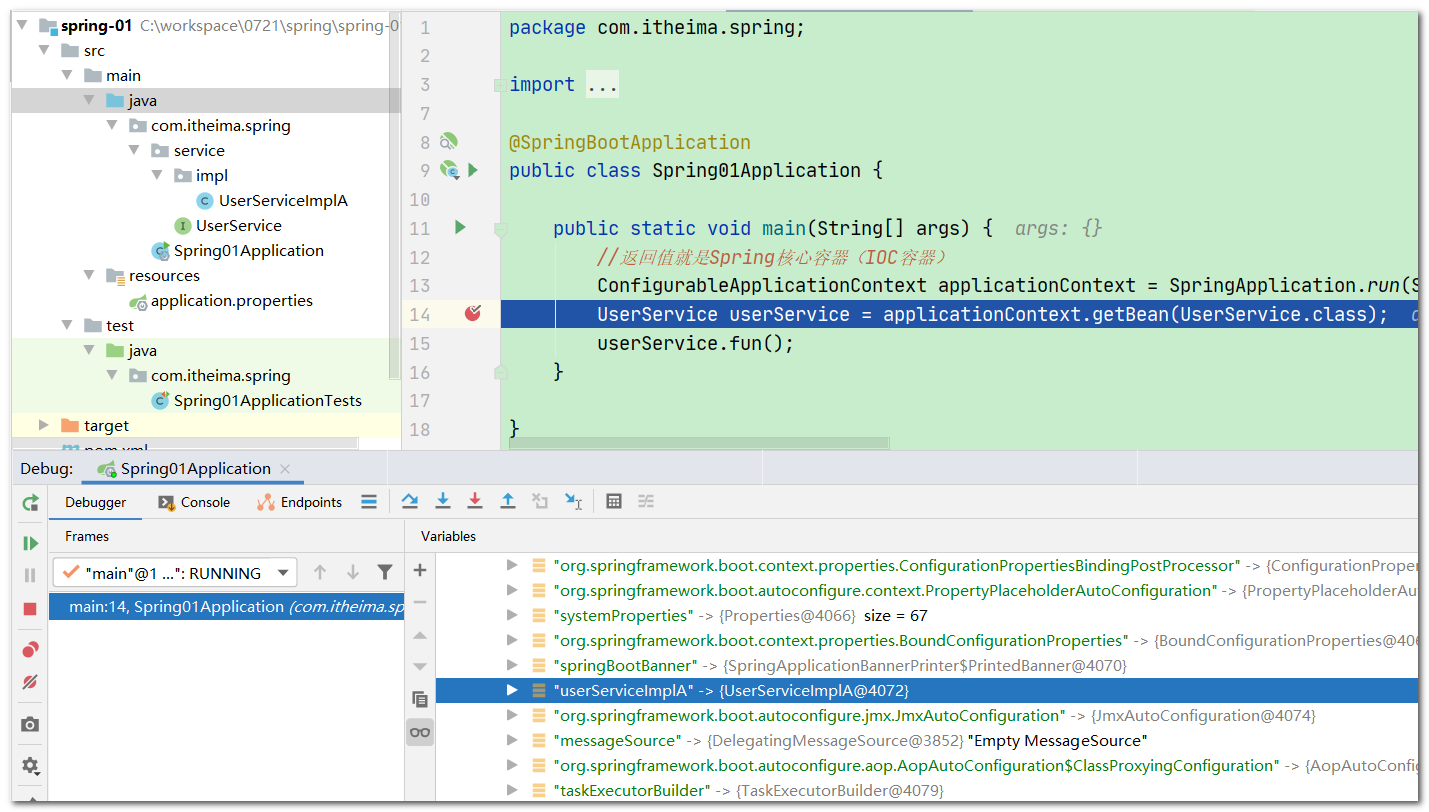 spring-01 C:\workspace\0721\spring\spring-0
src
main
java
com.itheima.spring
service
impl
UserServiceImplA
UserService
Spring01Application
resources
application.properties
test
java
com.itheima.spring
Spring01ApplicationTests
target
pom.xml
1 package com.itheima.spring;
2
3 import ...
7
8 @SpringBootApplication
9 public class Spring01Application {
10
11 public static void main(String[] args) { args: {}
12 //返回值就是Spring核心容器（IOC容器）
13 ConfigurableApplicationContext applicationContext = SpringApplication.run(S
14 UserService userService = applicationContext.getBean(UserService.class);
15 userService.fun();
16 }
17
18 }
Debug: Spring01Application
Debugger Console Endpoints
Frames
"main"@1 ...": RUNNING
main:14, Spring01Application (com.itheima.sp
Variables
"org.springframework.boot.context.properties.ConfigurationPropertiesBindingPostProcessor" -> {ConfigurationPrope
"org.springframework.boot.autoconfigure.context.PropertyPlaceholderAutoConfiguration" -> {PropertyPlaceholderAu
"systemProperties" -> {Properties@4066} size = 67
"org.springframework.boot.context.properties.BoundConfigurationProperties" -> {BoundConfigurationProperties@406
"springBootBanner" -> {SpringApplicationBannerPrinter$PrintedBanner@4070}
"userServiceImplA" -> {UserServiceImplA@4072}
"org.springframework.boot.autoconfigure.jmx.JmxAutoConfiguration" -> {JmxAutoConfiguration@4074}
"messageSource" -> {DelegatingMessageSource@3852} "Empty MessageSource"
"org.springframework.boot.autoconfigure.aop.AopAutoConfiguration$ClassProxyingConfiguration" -> {AopAutoConfig
"taskExecutorBuilder" -> {TaskExecutorBuilder@4079}